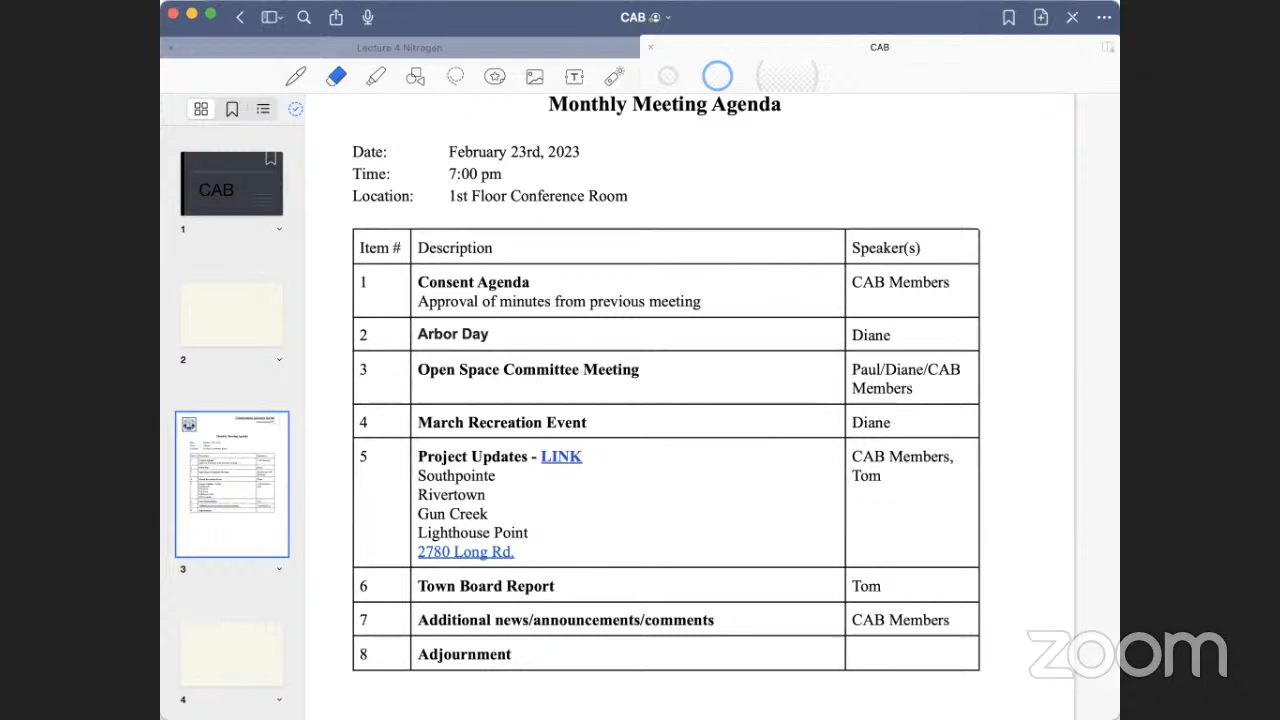 CAB
Lecture 4 Nitrogen
CAB
Monthly Meeting Agenda
Date: February 23rd, 2023
Time: 7:00 pm
Location: 1st Floor Conference Room
Item # Description Speaker(s)
1 Consent Agenda CAB Members
Approval of minutes from previous meeting
2 Arbor Day Diane
3 Open Space Committee Meeting Paul/Diane/CAB
Members
4 March Recreation Event Diane
5 Project Updates - LINK CAB Members,
Southpointe Tom
Rivertown
Gun Creek
Lighthouse Point
2780 Long Rd.
6 Town Board Report Tom
7 Additional news/announcements/comments CAB Members
8 Adjournment
CAB
1
2
3
4
zoom